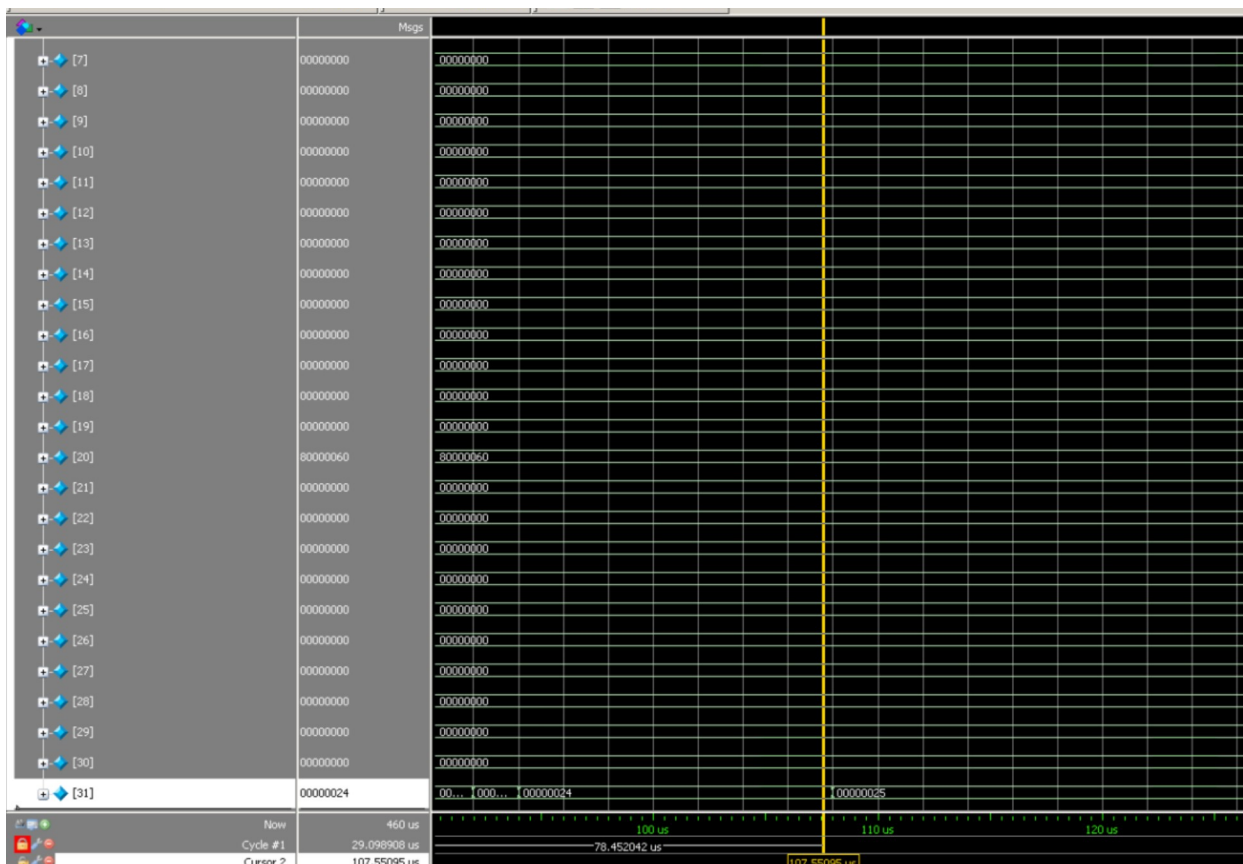 Msgs
[7] 00000000 00000000
[8] 00000000 00000000
[9] 00000000 00000000
[10] 00000000 00000000
[11] 00000000 00000000
[12] 00000000 00000000
[13] 00000000 00000000
[14] 00000000 00000000
[15] 00000000 00000000
[16] 00000000 00000000
[17] 00000000 00000000
[18] 00000000 00000000
[19] 00000000 00000000
[20] 80000060 80000060
[21] 00000000 00000000
[22] 00000000 00000000
[23] 00000000 00000000
[24] 00000000 00000000
[25] 00000000 00000000
[26] 00000000 00000000
[27] 00000000 00000000
[28] 00000000 00000000
[29] 00000000 00000000
[30] 00000000 00000000
[31] 00000024 00... 000... 00000024 00000025
Now 460 us 100 us 110 us 120 us
Cycle #1 29.098908 us 78.452042 us
Cursor 2 107.55095 us 107.55095 us